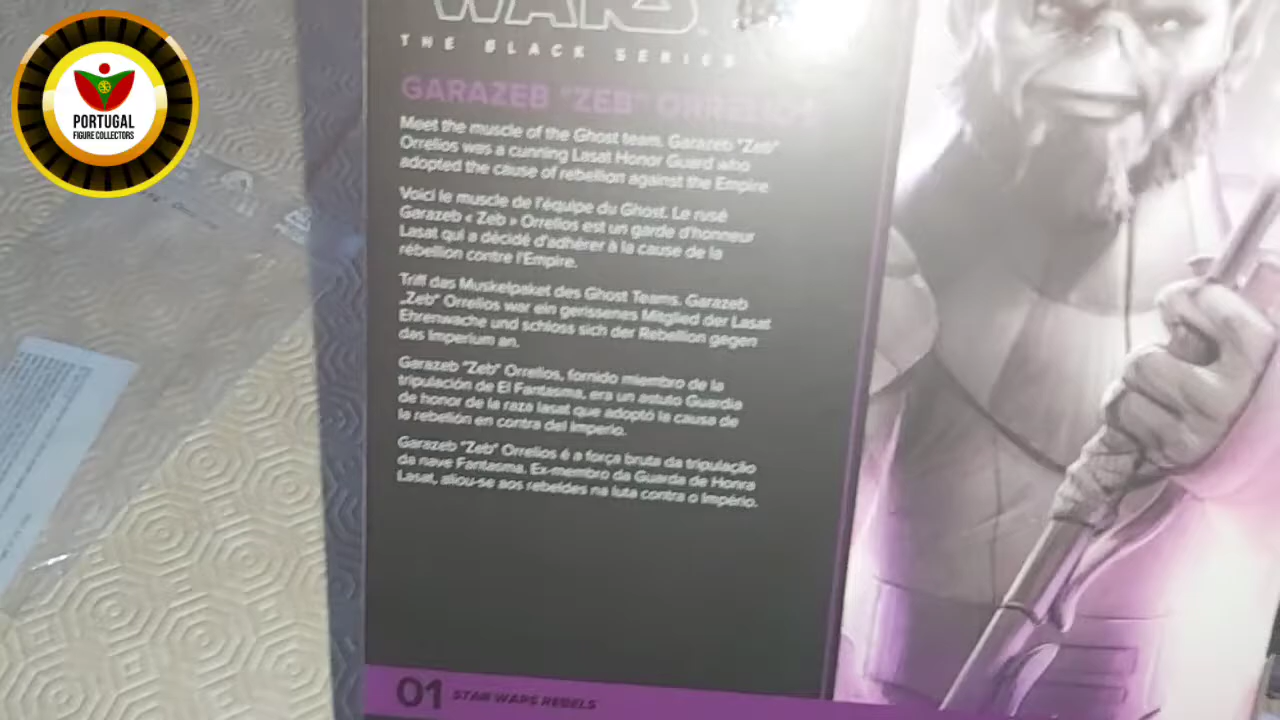 PORTUGAL
FIGURE COLLECTORS
WARS
THE BLACK SERIES
GARAZEB "ZEB" ORRELIOS
Meet the muscle of the Ghost team. Garazeb "Zeb"
Orrelios was a cunning Lasat Honor Guard who
adopted the cause of rebellion against the Empire
Voici le muscle de l'équipe du Ghost. Le rusé
Garazeb « Zeb » Orrelios est un garde d'honneur
Lasat qui a décidé d'adhérer à la cause de la
rébellion contre l'Empire.
Triff das Muskelpaket des Ghost Teams. Garazeb
„Zeb" Orrelios war ein gerissenes Mitglied der Lasat
Ehrenwache und schloss sich der Rebellion gegen
das Imperium an.
Garazeb "Zeb" Orrelios, fornido miembro de la
tripulación de El Fantasma, era un astuto Guardia
de honor de la raza lasat que adoptó la causa de
la rebelión en contra del Imperio.
Garazeb "Zeb" Orrelios é a força bruta da tripulação
da nave Fantasma. Ex-membro da Guarda de Honra
Lasat, aliou-se aos rebeldes na luta contra o Império.
01 STAR WARS REBELS